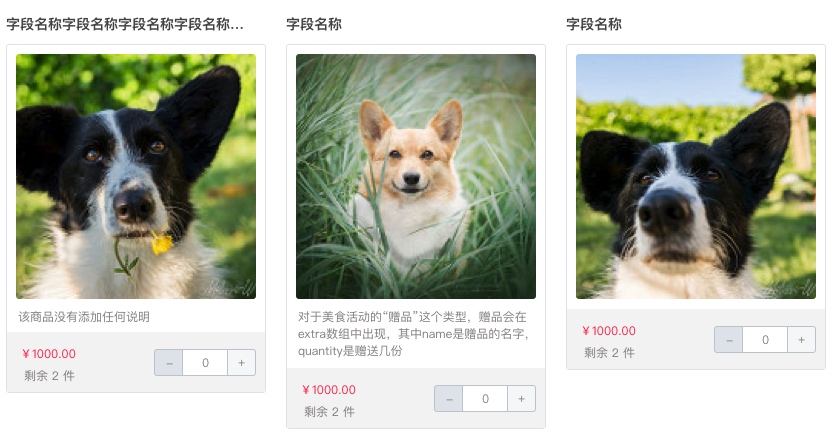 字段名称字段名称字段名称字段名称...
该商品没有添加任何说明
￥1000.00
剩余 2 件
− 0 +
字段名称
对于美食活动的“赠品”这个类型，赠品会在
extra数组中出现，其中name是赠品的名字，
quantity是赠送几份
￥1000.00
剩余 2 件
− 0 +
字段名称
￥1000.00
剩余 2 件
− 0 +